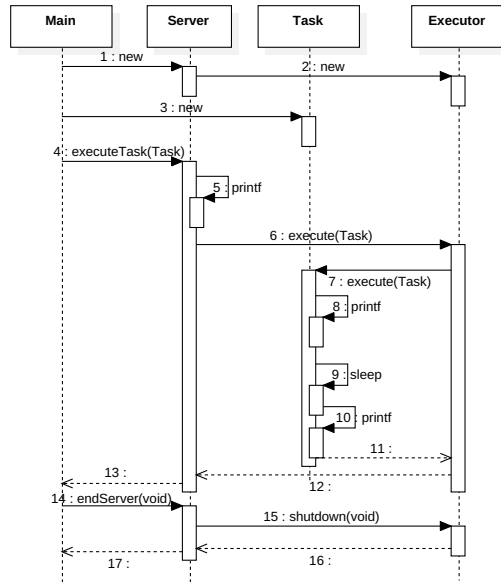 Main
Server
Task
Executor
1 : new
2 : new
3 : new
4 : executeTask(Task)
5 : printf
6 : execute(Task)
7 : execute(Task)
8 : printf
9 : sleep
10 : printf
11 :
12 :
13 :
14 : endServer(void)
15 : shutdown(void)
16 :
17 :